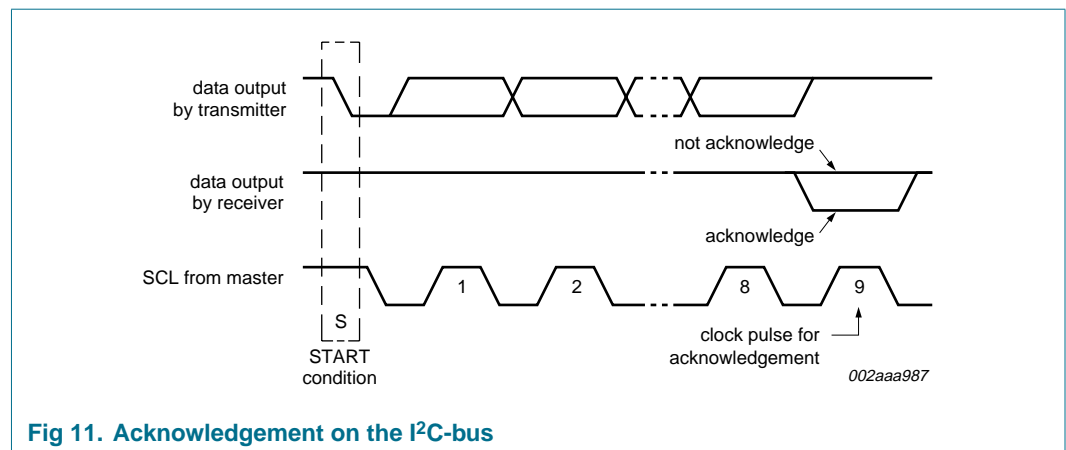 data output
by transmitter
not acknowledge
data output
by receiver
acknowledge
SCL from master
1
2
8
9
S
START
condition
clock pulse for
acknowledgement
002aaa987
Fig 11. Acknowledgement on the I²C-bus